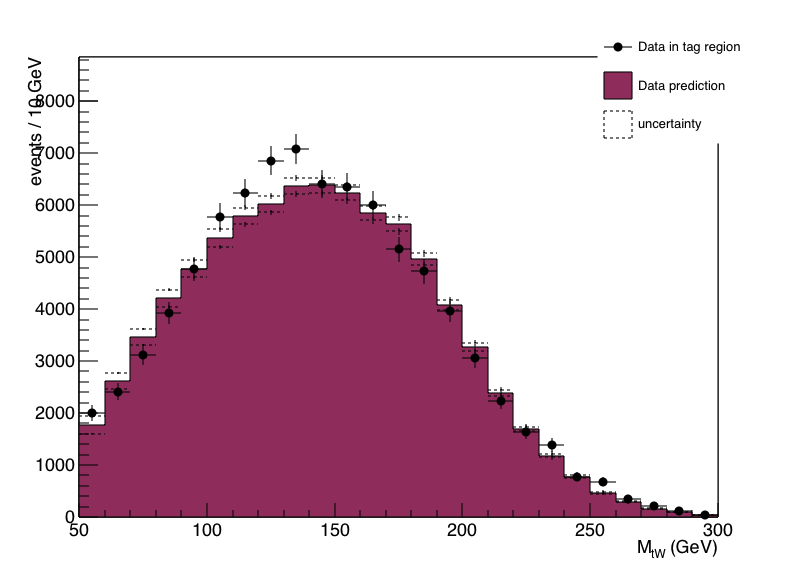 Data in tag region
Data prediction
uncertainty
events / 10 GeV
8000
7000
6000
5000
4000
3000
2000
1000
0
50 100 150 200 250 300
MtW (GeV)